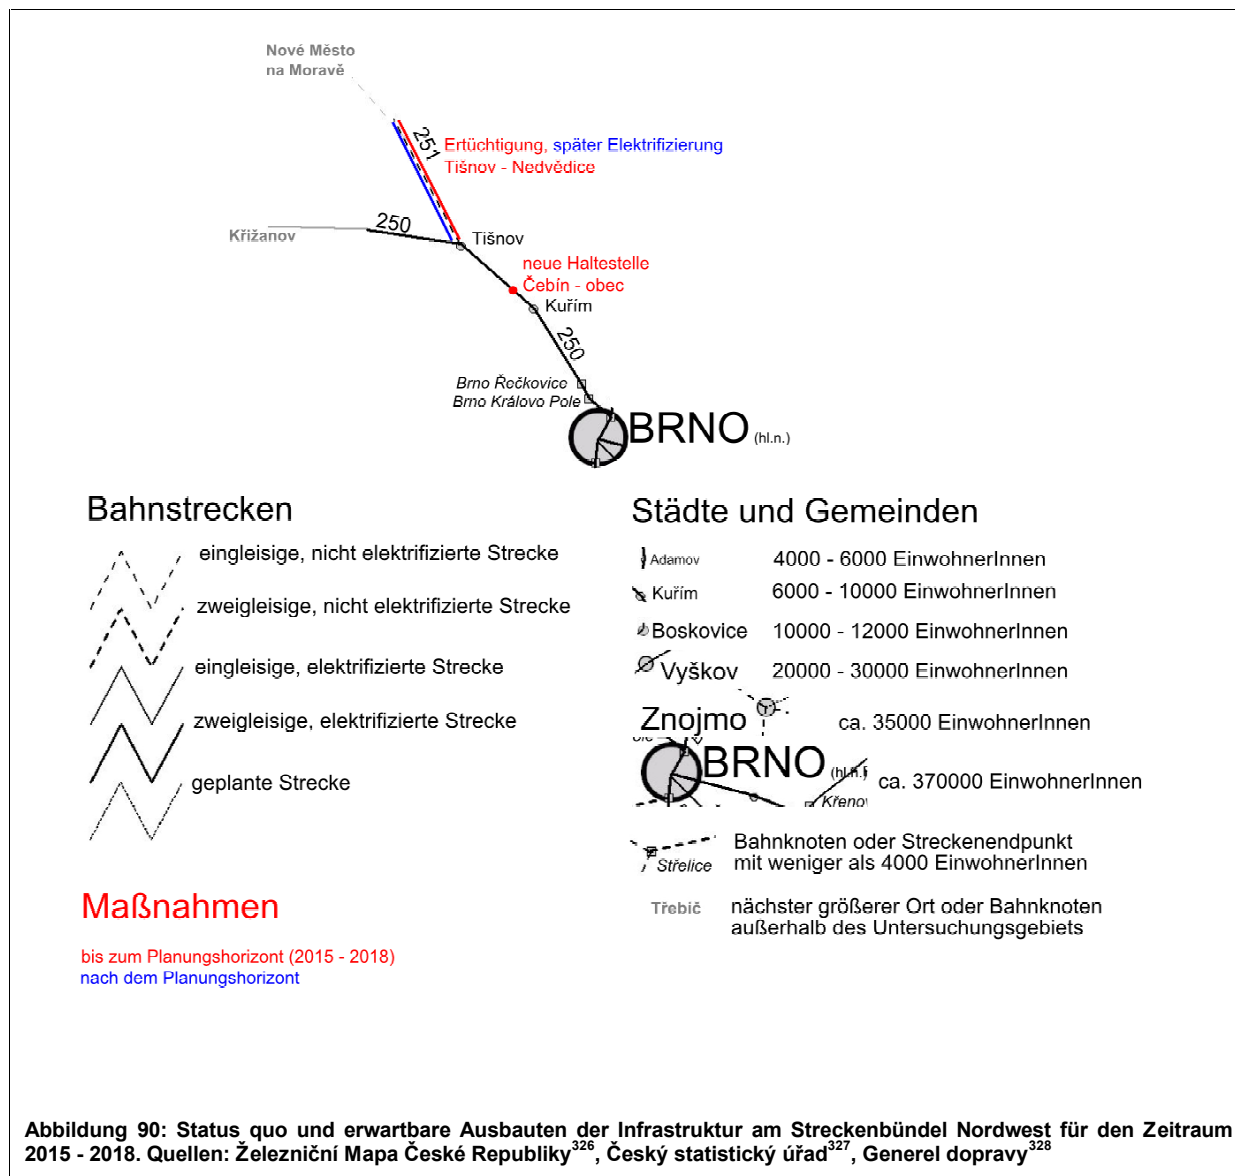 Nové Město
na Moravě
251
Ertüchtigung, später Elektrifizierung
Tišnov - Nedvědice
Křižanov
250
Tišnov
neue Haltestelle
Čebín - obec
Kuřím
250
Brno Řečkovice
Brno Královo Pole
BRNO (hl.n.)
Bahnstrecken
eingleisige, nicht elektrifizierte Strecke
zweigleisige, nicht elektrifizierte Strecke
eingleisige, elektrifizierte Strecke
zweigleisige, elektrifizierte Strecke
geplante Strecke
Maßnahmen
bis zum Planungshorizont (2015 - 2018)
nach dem Planungshorizont
Städte und Gemeinden
Adamov 4000 - 6000 EinwohnerInnen
Kuřím 6000 - 10000 EinwohnerInnen
Boskovice 10000 - 12000 EinwohnerInnen
Vyškov 20000 - 30000 EinwohnerInnen
Znojmo ca. 35000 EinwohnerInnen
BRNO (hl.n.) ca. 370000 EinwohnerInnen
Střelice
Bahnknoten oder Streckenendpunkt
mit weniger als 4000 EinwohnerInnen
Třebíč
nächster größerer Ort oder Bahnknoten
außerhalb des Untersuchungsgebiets
Abbildung 90: Status quo und erwartbare Ausbauten der Infrastruktur am Streckenbündel Nordwest für den Zeitraum
2015 - 2018. Quellen: Železniční Mapa České Republiky326, Český statistický úřad327, Generel dopravy328